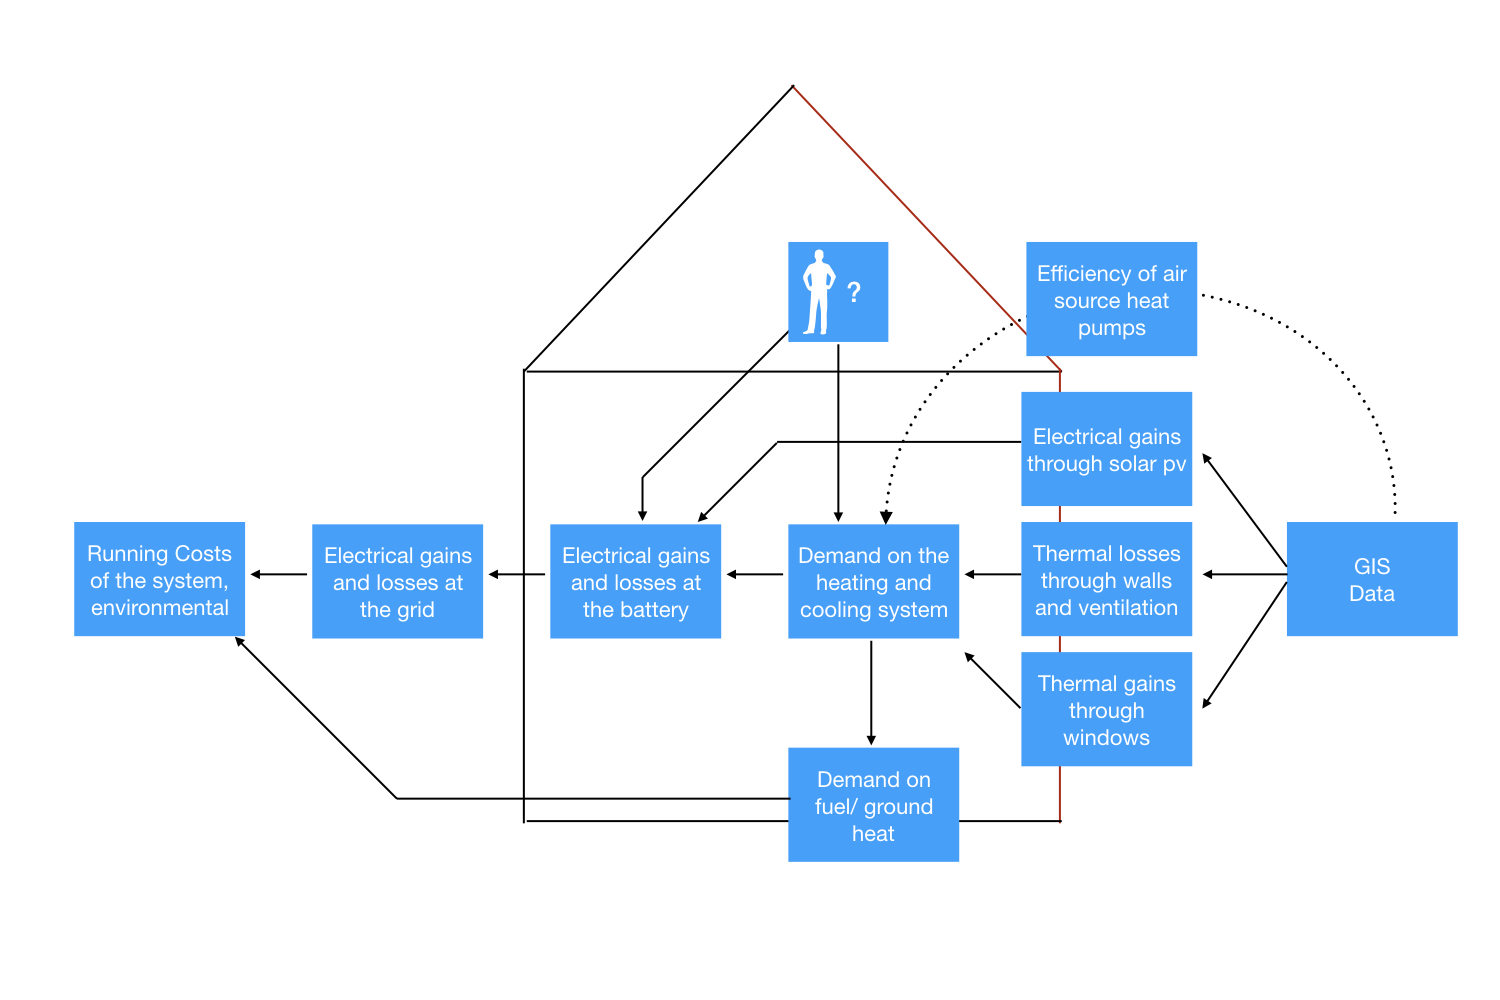 ?
Efficiency of air
source heat
pumps
Electrical gains
through solar pv
Running Costs
of the system,
environmental
Electrical gains
and losses at
the grid
Electrical gains
and losses at
the battery
Demand on the
heating and
cooling system
Thermal losses
through walls
and ventilation
GIS
Data
Thermal gains
through
windows
Demand on
fuel/ ground
heat